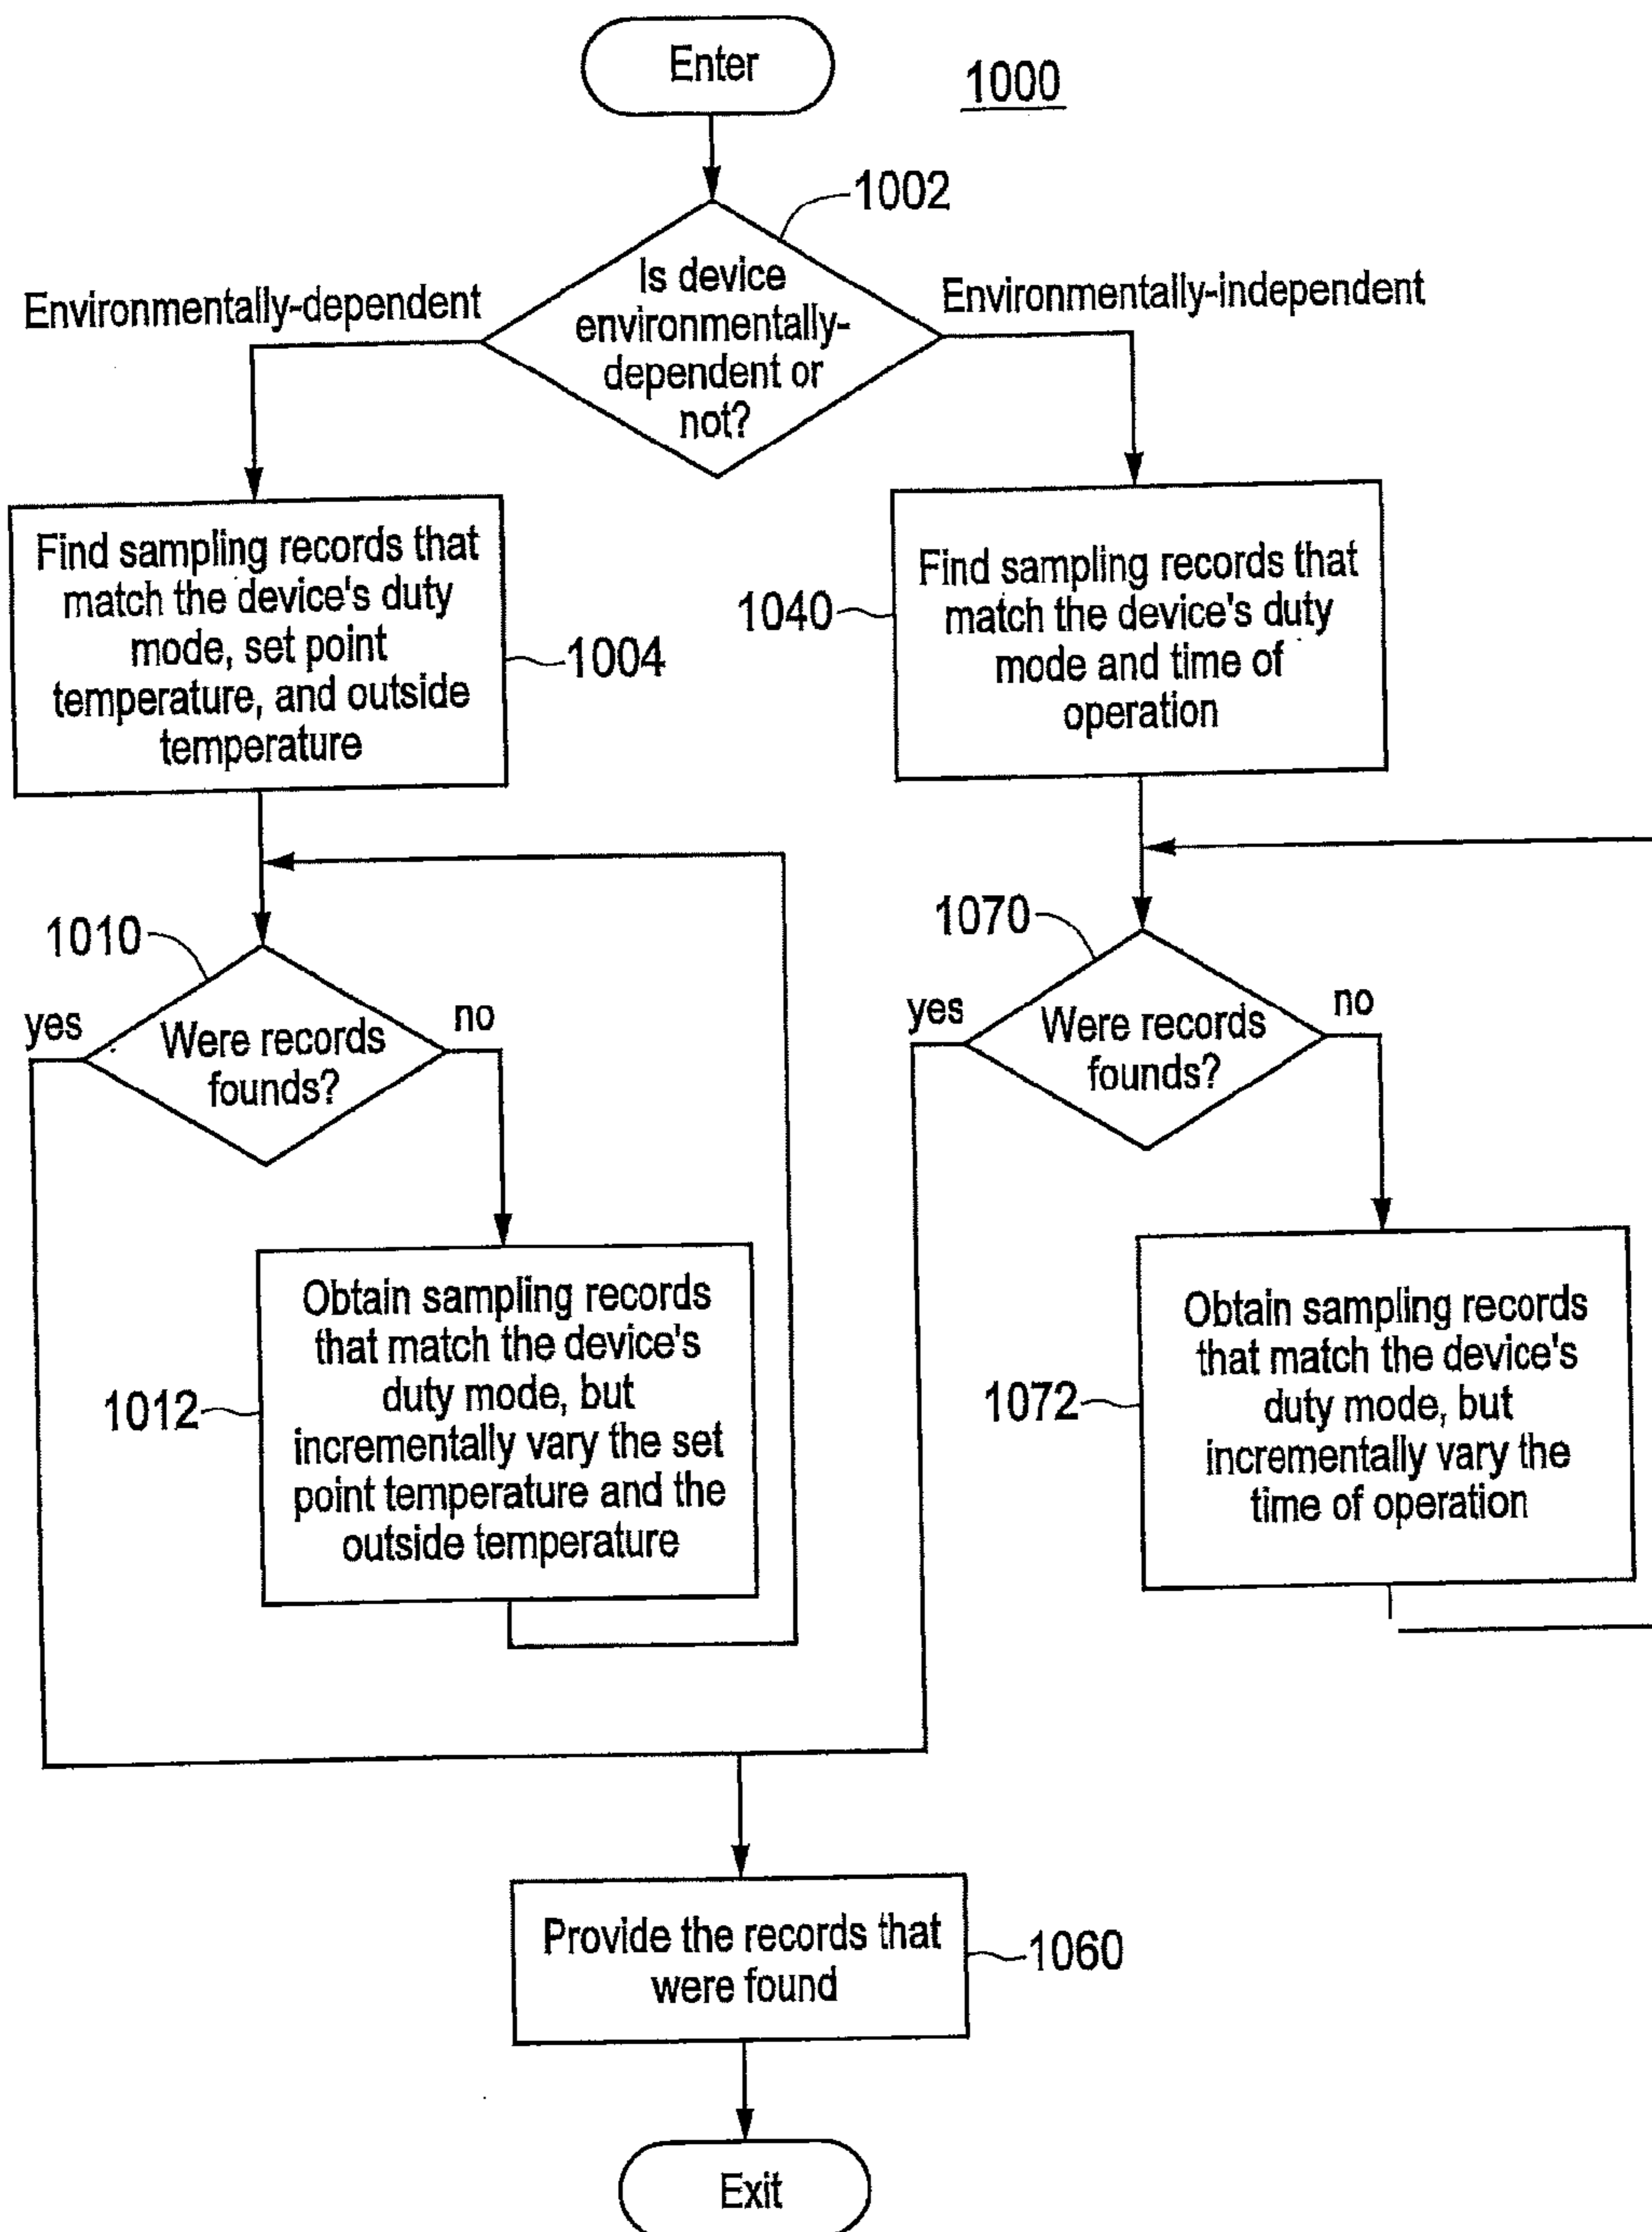 Enter
1000
1002
Is device
environmentally-
dependent or
not?
Environmentally-dependent
Environmentally-independent
Find sampling records that
match the device's duty
mode, set point
temperature, and outside
temperature
1004
1040
Find sampling records that
match the device's duty
mode and time of
operation
1010
yes
Were records
founds?
no
1070
yes
Were records
founds?
no
1012
Obtain sampling records
that match the device's
duty mode, but
incrementally vary the set
point temperature and the
outside temperature
1072
Obtain sampling records
that match the device's
duty mode, but
incrementally vary the
time of operation
Provide the records that
were found
1060
Exit